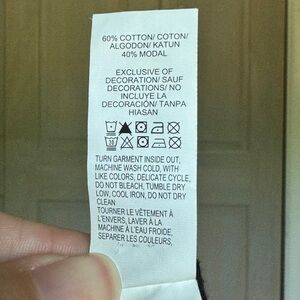 60% COTTON/ COTON/
ALGODON/ KATUN
40% MODAL
EXCLUSIVE OF
DECORATION/ SAUF
DECORATIONS/ NO
INCLUYE LA
DECORACIÓN/ TANPA
HIASAN
TURN GARMENT INSIDE OUT,
MACHINE WASH COLD, WITH
LIKE COLORS, DELICATE CYCLE,
DO NOT BLEACH, TUMBLE DRY
LOW, COOL IRON, DO NOT DRY
CLEAN
TOURNER LE VÊTEMENT À
L'ENVERS, LAVER À LA
MACHINE À L'EAU FROIDE,
SEPARER LES COULEURS,